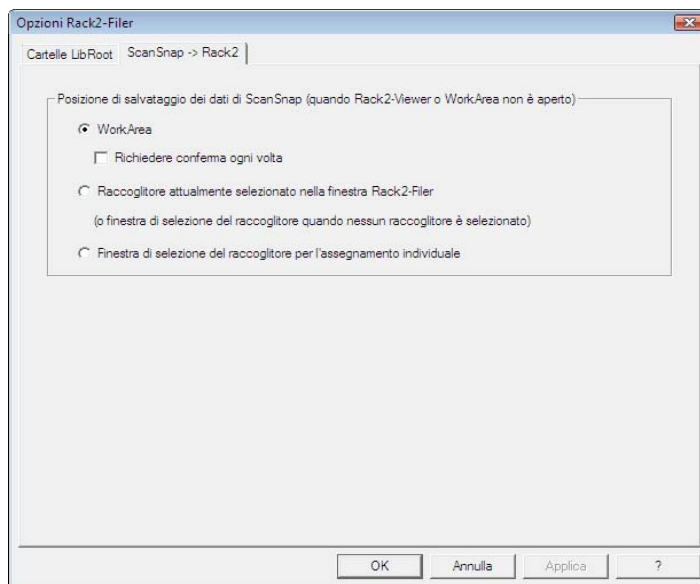 Opzioni Rack2-Filer
Cartelle LibRoot
ScanSnap -> Rack2
Posizione di salvataggio dei dati di ScanSnap (quando Rack2-Viewer o WorkArea non è aperto)
WorkArea
Richiedere conferma ogni volta
Raccoglitore attualmente selezionato nella finestra Rack2-Filer
(o finestra di selezione del raccoglitore quando nessun raccoglitore è selezionato)
Finestra di selezione del raccoglitore per l'assegnamento individuale
OK
Annulla
Applica
?